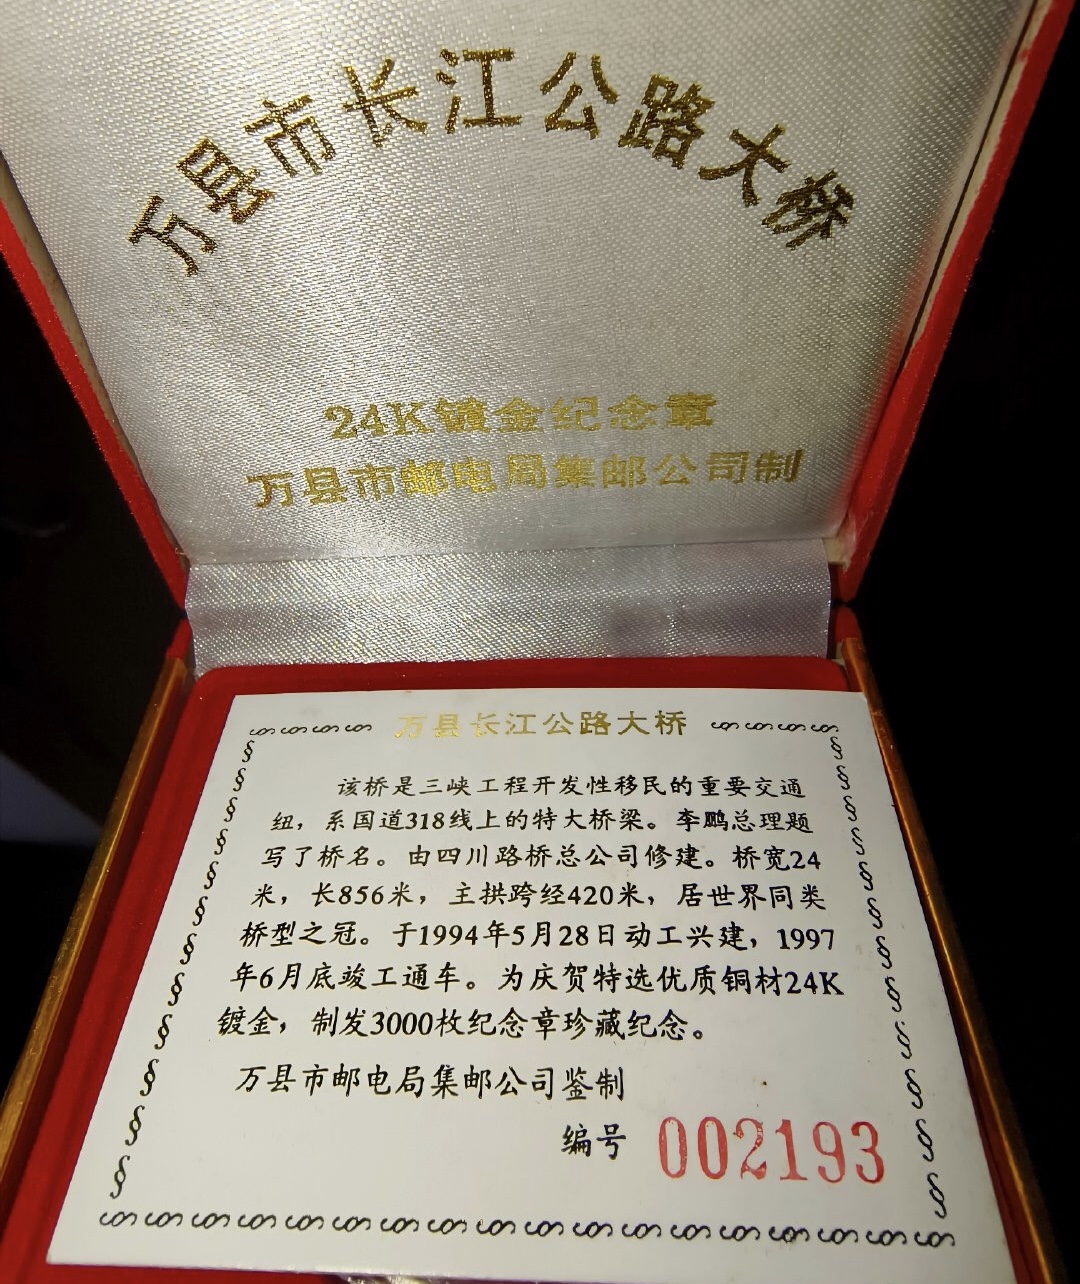 万县市长江公路大桥
24K镀金纪念章
万县市邮电局集邮公司制
万县长江公路大桥
该桥是三峡工程开发性移民的重要交通
纽，系国道318线上的特大桥梁。李鹏总理题
写了桥名。由四川路桥总公司修建。桥宽24
米，长856米，主拱跨经420米，居世界同类
桥型之冠。于1994年5月28日动工兴建，1997
年6月底竣工通车。为庆贺特选优质铜材24K
镀金，制发3000枚纪念章珍藏纪念。
万县市邮电局集邮公司鉴制
编号 002193